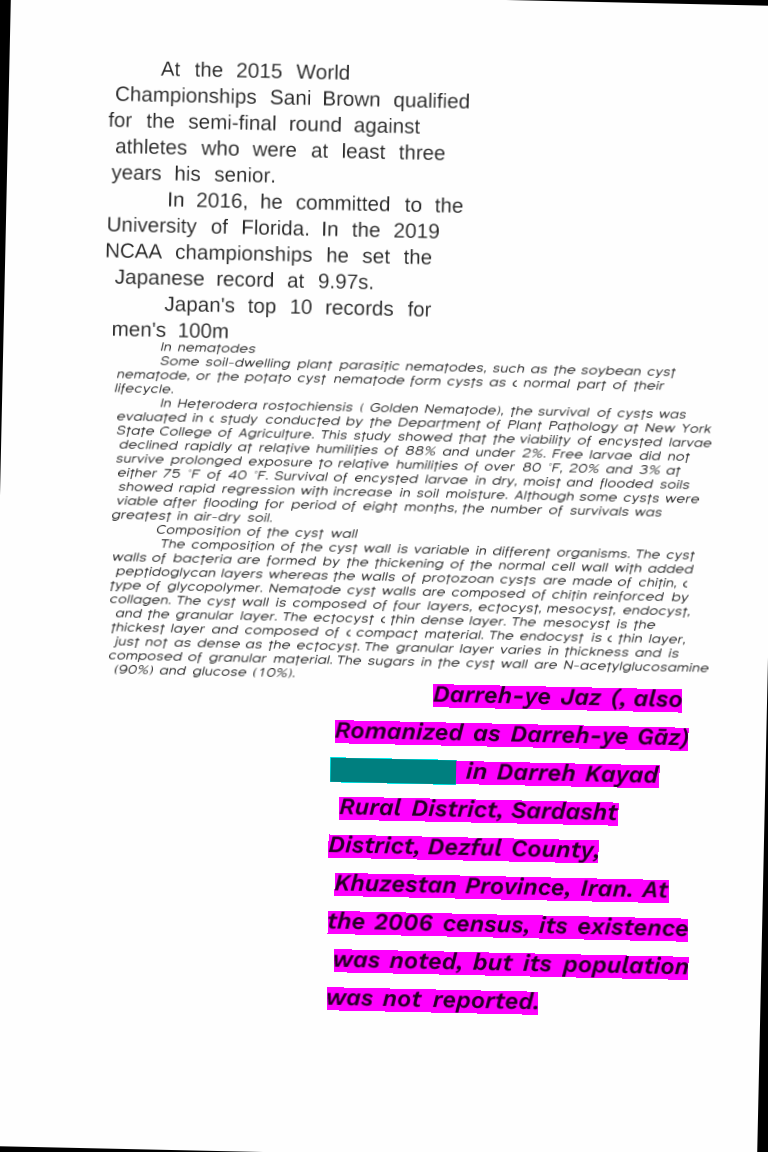 At the 2015 World
Championships Sani Brown qualified
for the semi-final round against
athletes who were at least three
years his senior.
In 2016, he committed to the
University of Florida. In the 2019
NCAA championships he set the
Japanese record at 9.97s.
Japan's top 10 records for
men's 100m
In nematodes
Some soil-dwelling plant parasitic nematodes, such as the soybean cyst
nematode, or the potato cyst nematode form cysts as a normal part of their
lifecycle.
In Heterodera rostochiensis ( Golden Nematode), the survival of cysts was
evaluated in a study conducted by the Department of Plant Pathology at New York
State College of Agriculture. This study showed that the viability of encysted larvae
declined rapidly at relative humilities of 88% and under 2%. Free larvae did not
survive prolonged exposure to relative humilities of over 80 °F, 20% and 3% at
either 75 °F of 40 °F. Survival of encysted larvae in dry, moist and flooded soils
showed rapid regression with increase in soil moisture. Although some cysts were
viable after flooding for period of eight months, the number of survivals was
greatest in air-dry soil.
Composition of the cyst wall
The composition of the cyst wall is variable in different organisms. The cyst
walls of bacteria are formed by the thickening of the normal cell wall with added
peptidoglycan layers whereas the walls of protozoan cysts are made of chitin, a
type of glycopolymer. Nematode cyst walls are composed of chitin reinforced by
collagen. The cyst wall is composed of four layers, ectocyst, mesocyst, endocyst,
and the granular layer. The ectocyst a thin dense layer. The mesocyst is the
thickest layer and composed of a compact material. The endocyst is a thin layer,
just not as dense as the ectocyst. The granular layer varies in thickness and is
composed of granular material. The sugars in the cyst wall are N-acetylglucosamine
(90%) and glucose (10%).
Darreh-ye Jaz (, also
Romanized as Darreh-ye Gāz)
in Darreh Kayad
Rural District, Sardasht
District, Dezful County,
Khuzestan Province, Iran. At
the 2006 census, its existence
was noted, but its population
was not reported.